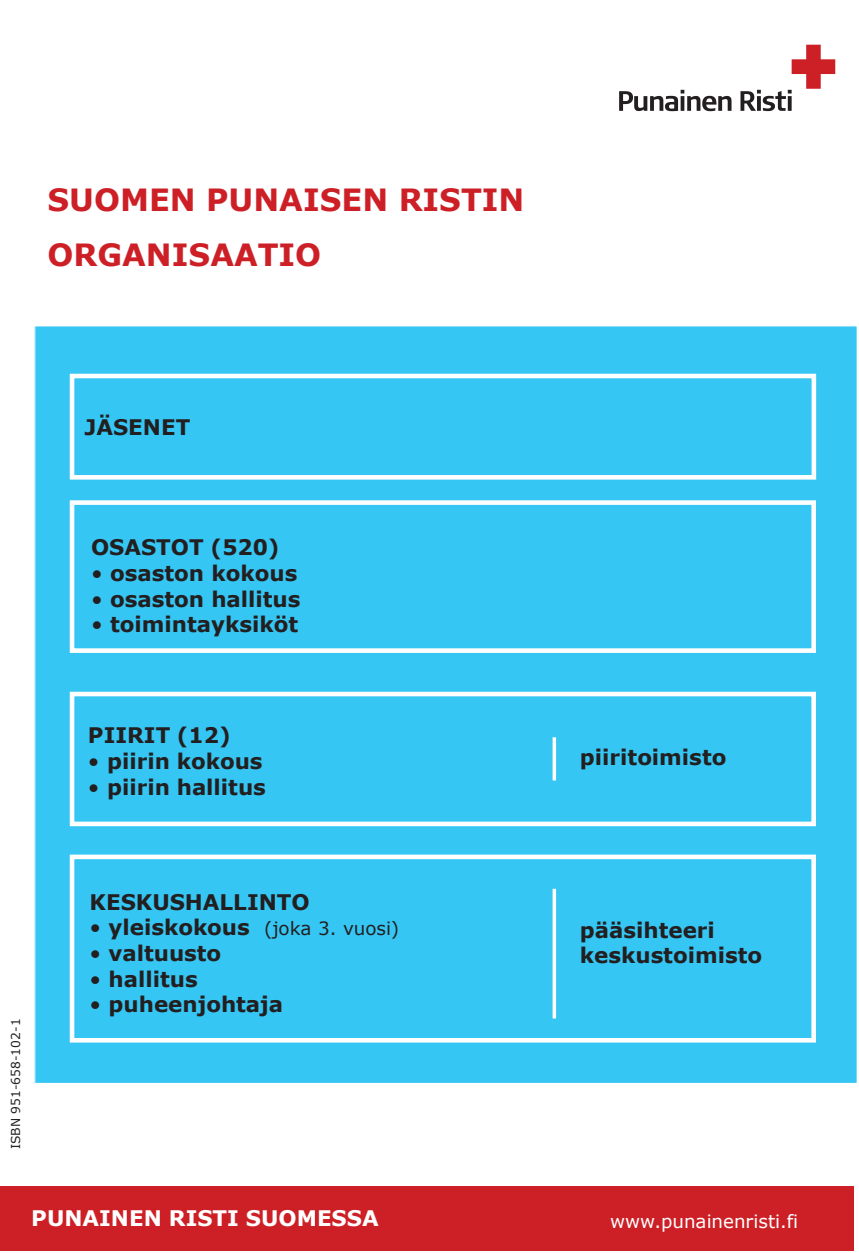 Punainen Risti
SUOMEN PUNAISEN RISTIN
ORGANISAATIO
JÄSENET
OSASTOT (520)
• osaston kokous
• osaston hallitus
• toimintayksiköt
PIIRIT (12)
• piirin kokous
• piirin hallitus
piiritoimisto
KESKUSHALLINTO
• yleiskokous (joka 3. vuosi)
• valtuusto
• hallitus
• puheenjohtaja
pääsihteeri
keskustoimisto
ISBN 951-658-102-1
PUNAINEN RISTI SUOMESSA
www.punainenristi.fi